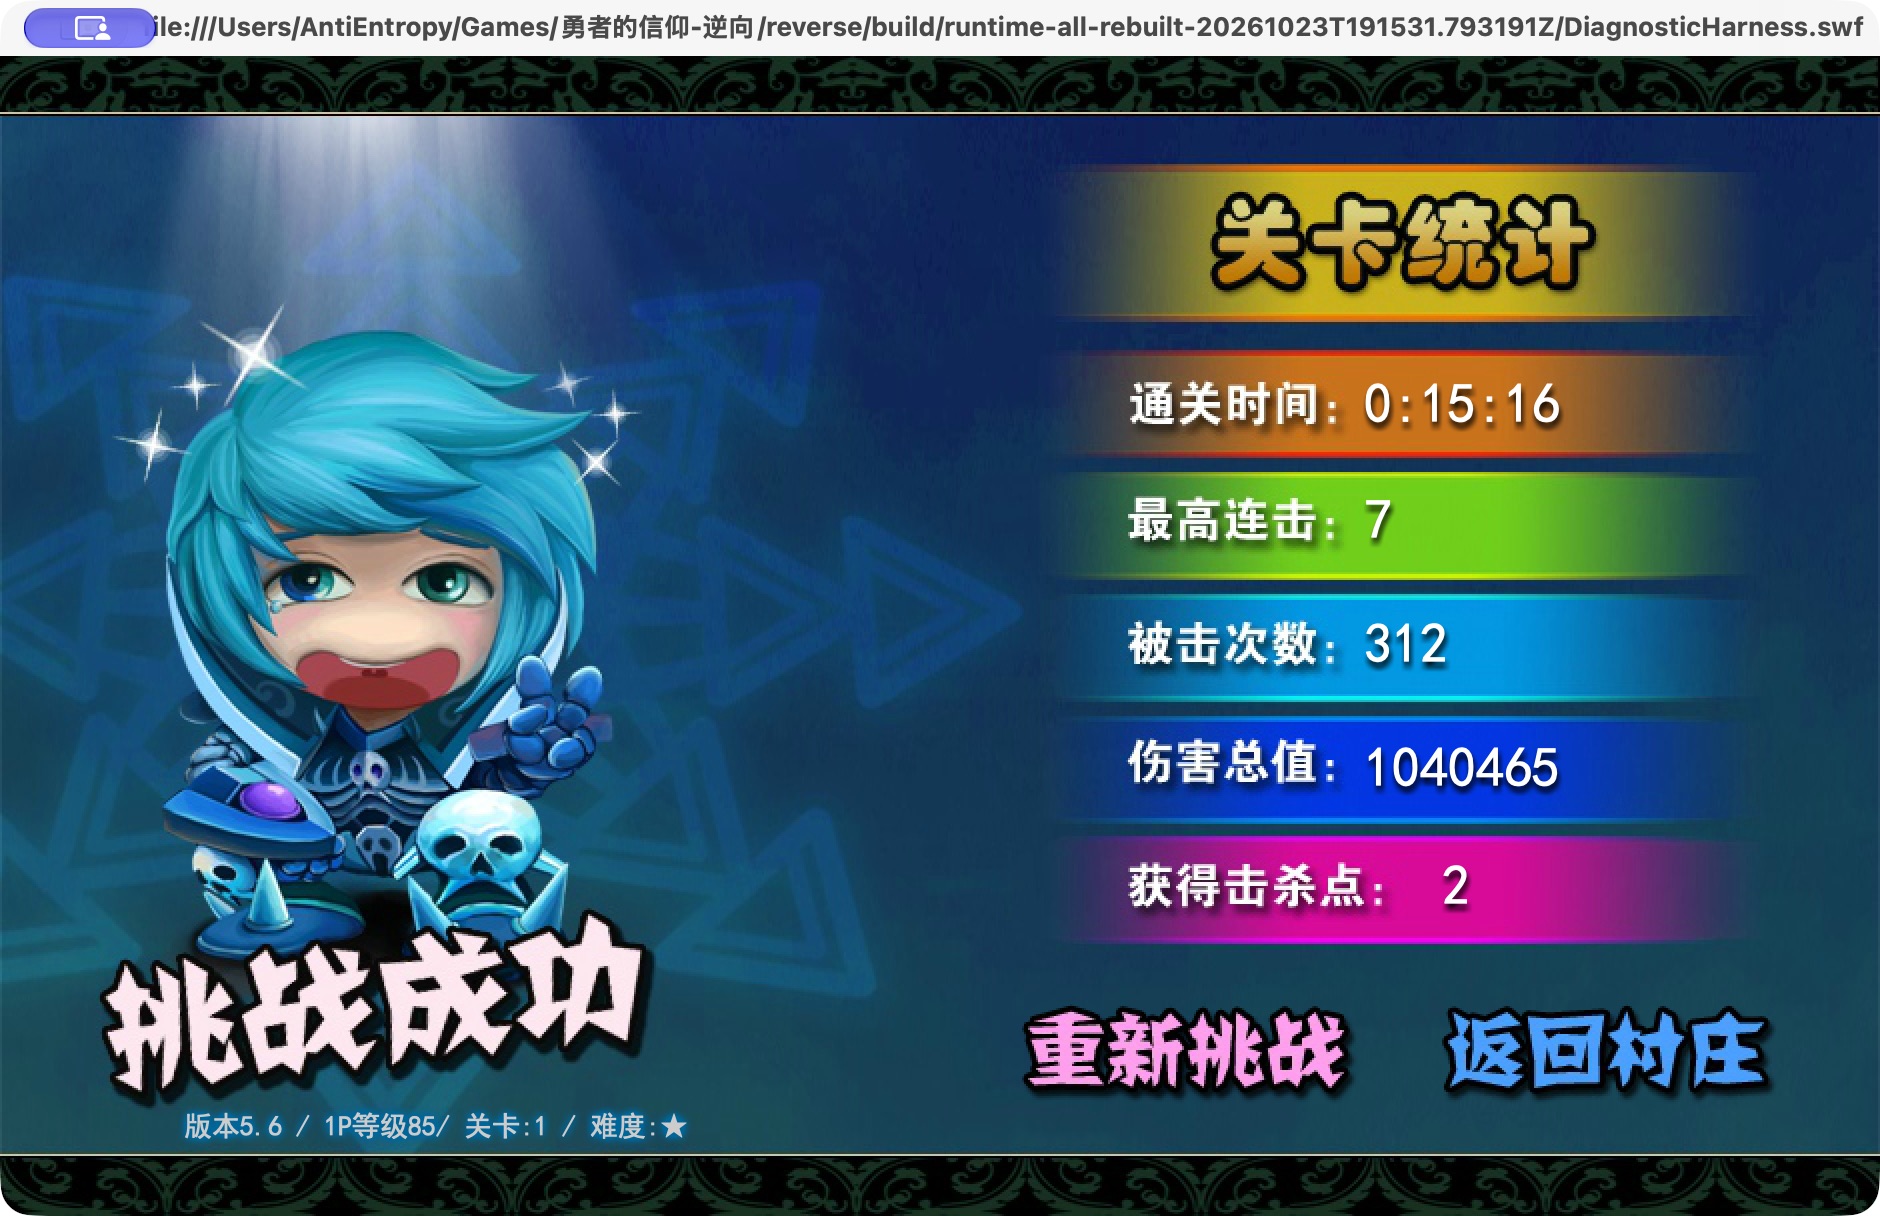 ile:///Users/AntiEntropy/Games/勇者的信仰-逆向/reverse/build/runtime-all-rebuilt-20261023T191531.793191Z/DiagnosticHarness.swf
关卡统计
通关时间: 0:15:16
最高连击: 7
被击次数: 312
伤害总值: 1040465
获得击杀点: 2
挑战成功
重新挑战 返回村庄
版本5.6 / 1P等级85/ 关卡:1 / 难度:★